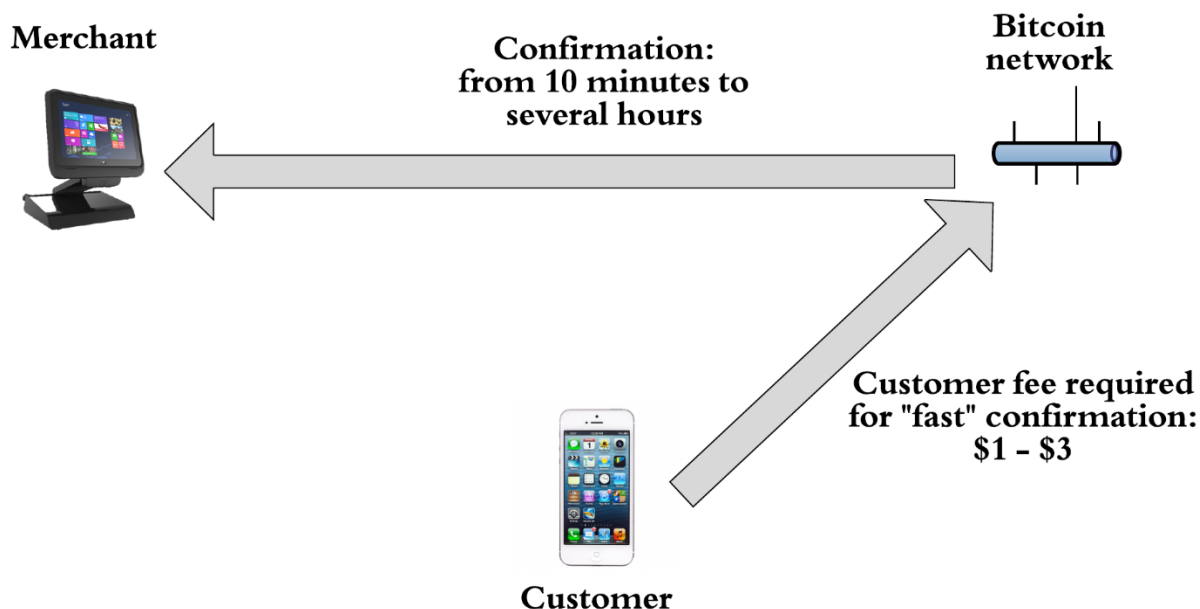 Merchant
Confirmation:
from 10 minutes to
several hours
Bitcoin
network
Customer fee required
for "fast" confirmation:
$1 - $3
Customer